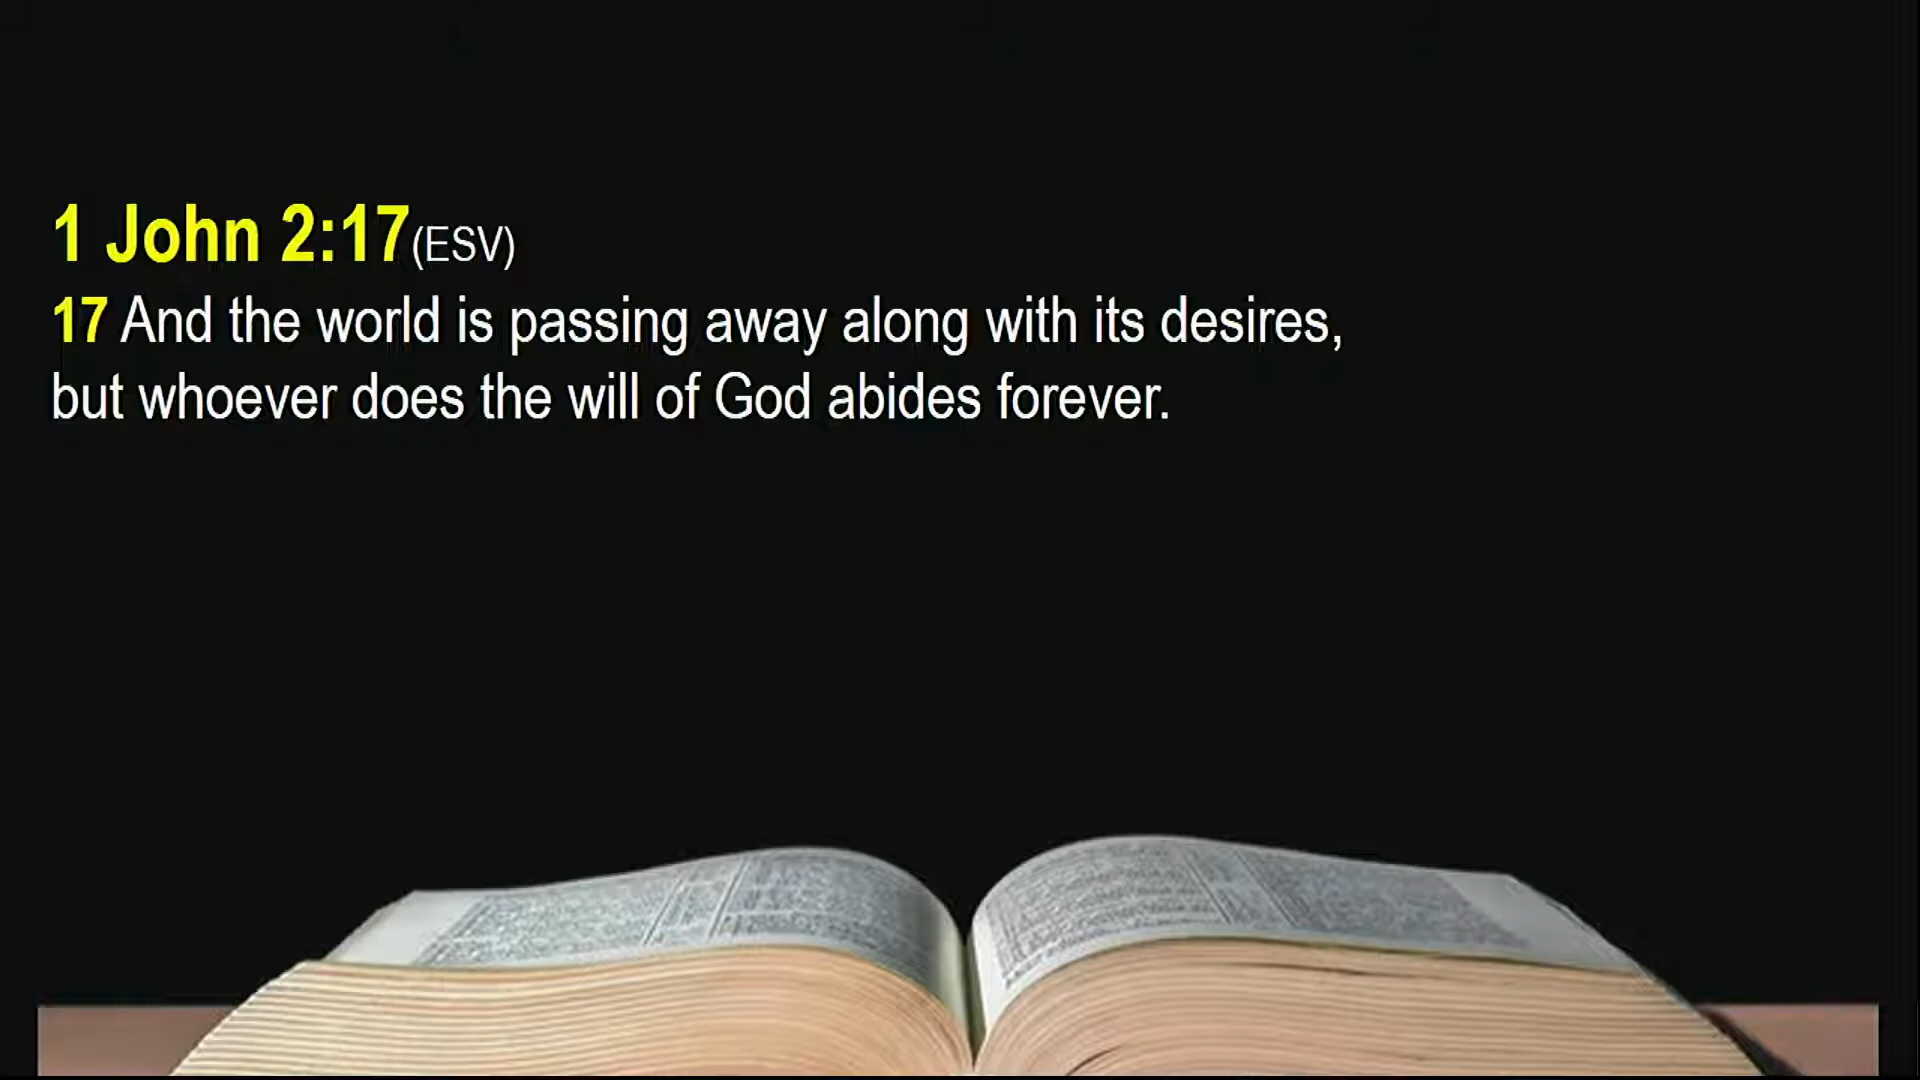 1 John 2:17(ESV)
17 And the world is passing away along with its desires,
but whoever does the will of God abides forever.